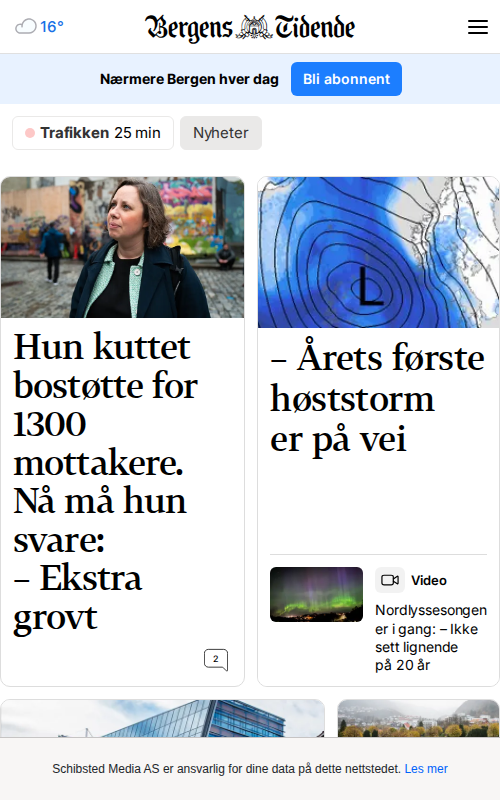 16°
Bergens Tidende
Nærmere Bergen hver dag
Bli abonnent
Trafikken 25 min
Nyheter
Hun kuttet
bostøtte for
1300
mottakere.
Nå må hun
svare:
– Ekstra
grovt
2
L
– Årets første
høststorm
er på vei
Video
Nordlyssesongen
er i gang: – Ikke
sett lignende
på 20 år
Schibsted Media AS er ansvarlig for dine data på dette nettstedet. Les mer